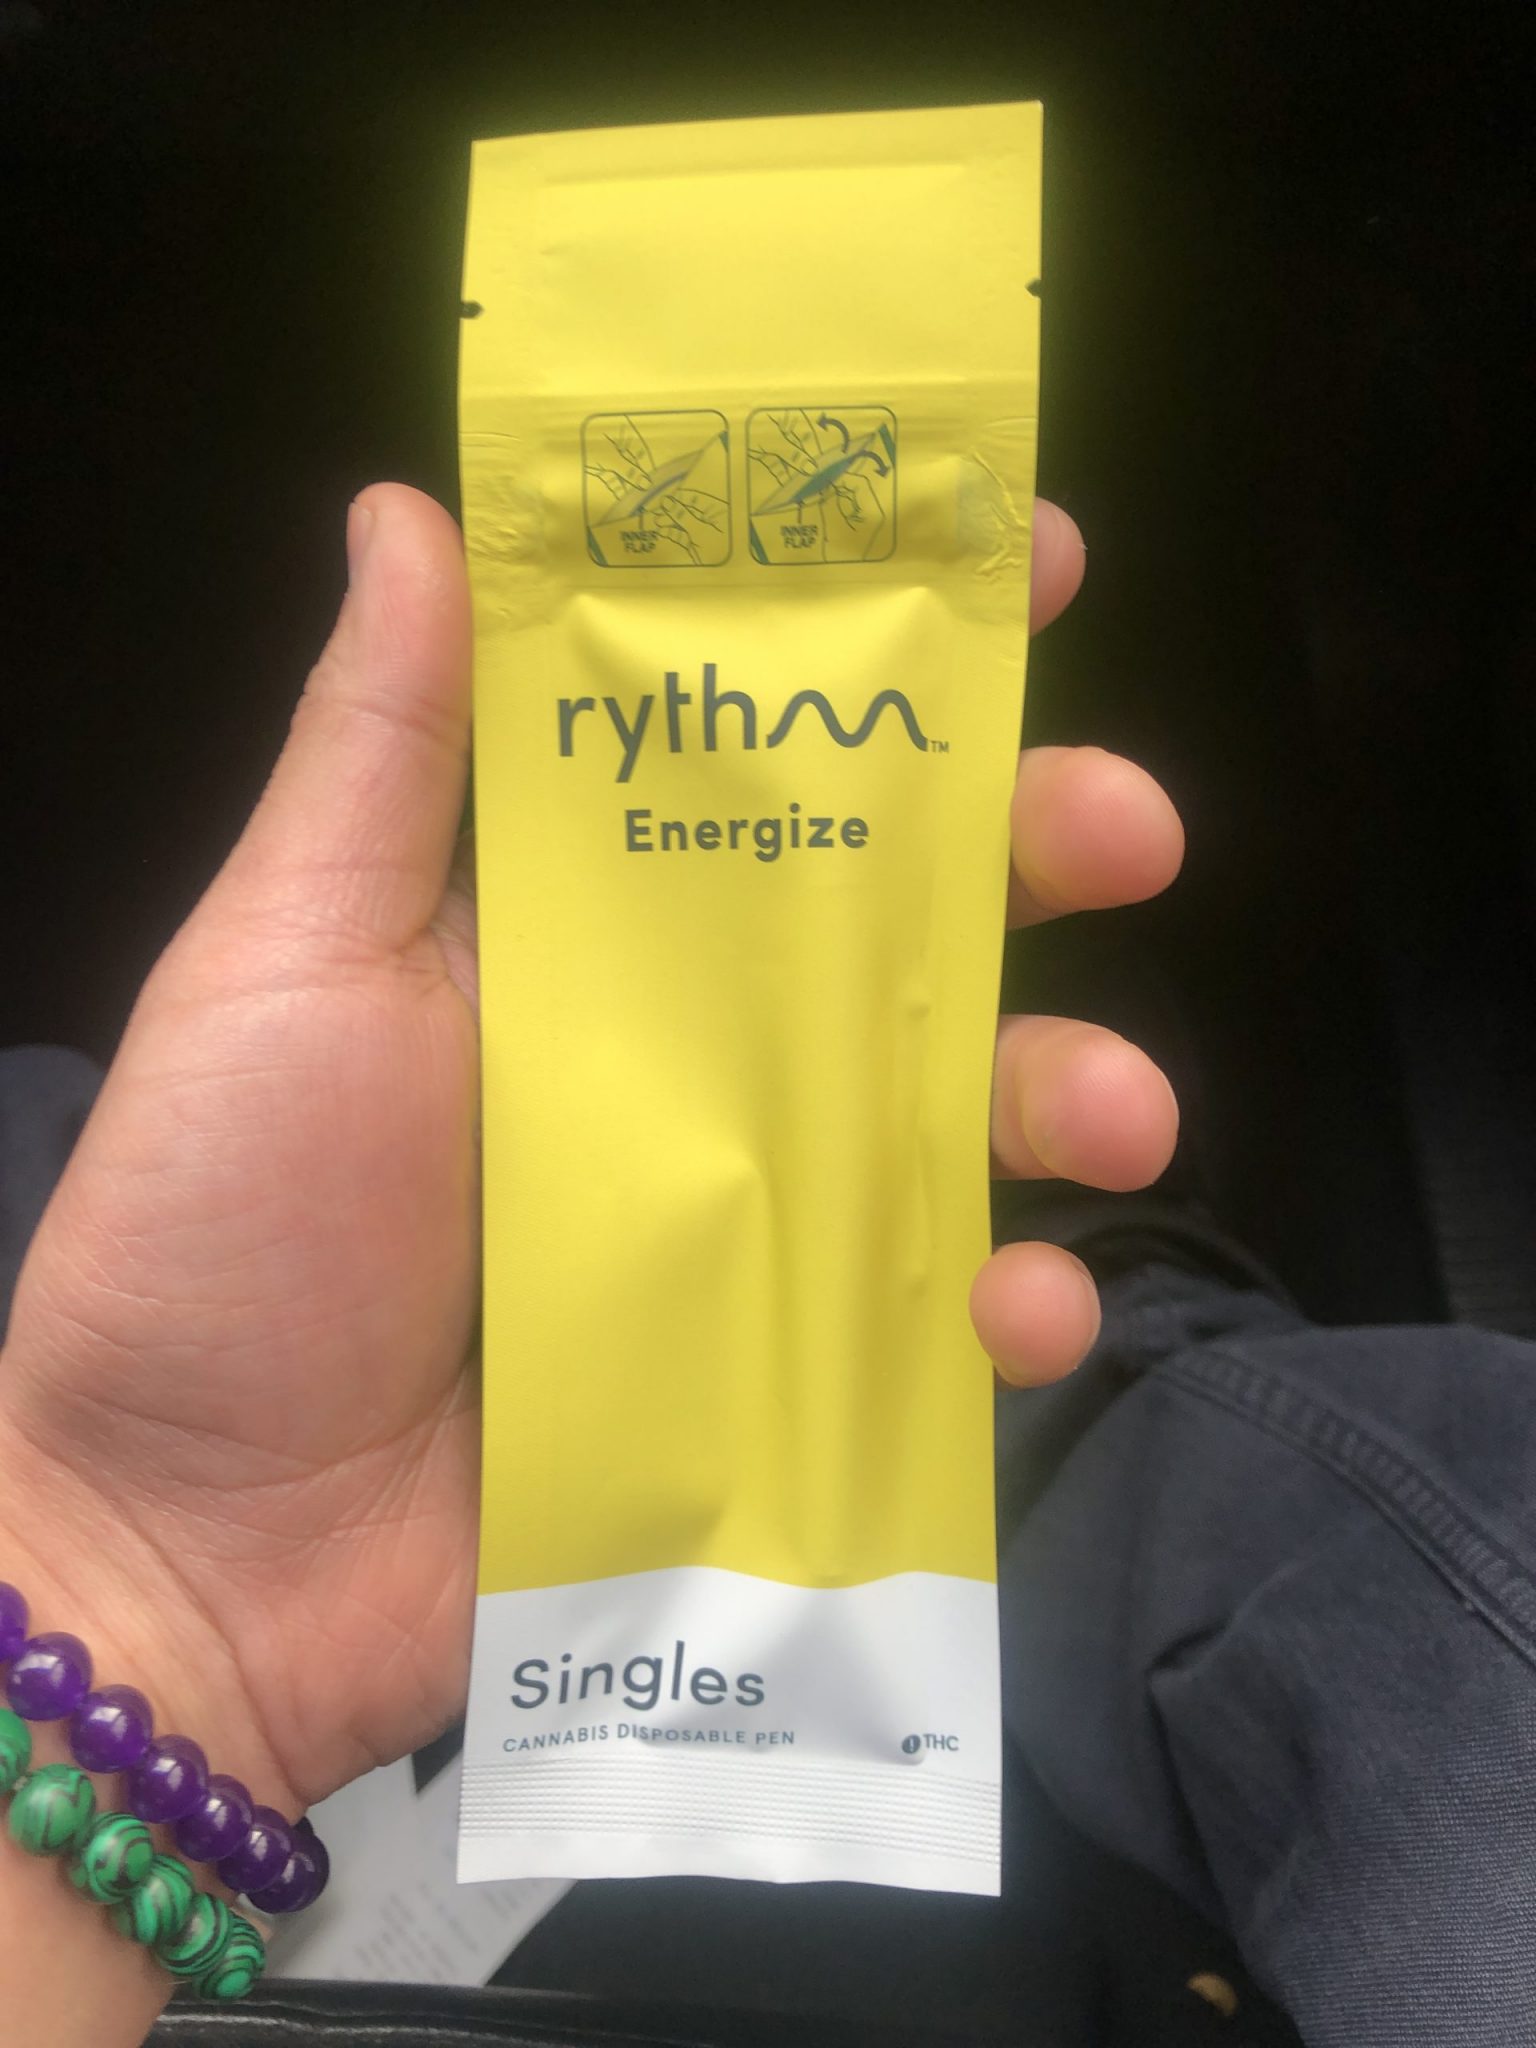 INNER
FLAP
INNER
FLAP
rythm™
Energize
Singles
CANNABIS DISPOSABLE PEN
THC